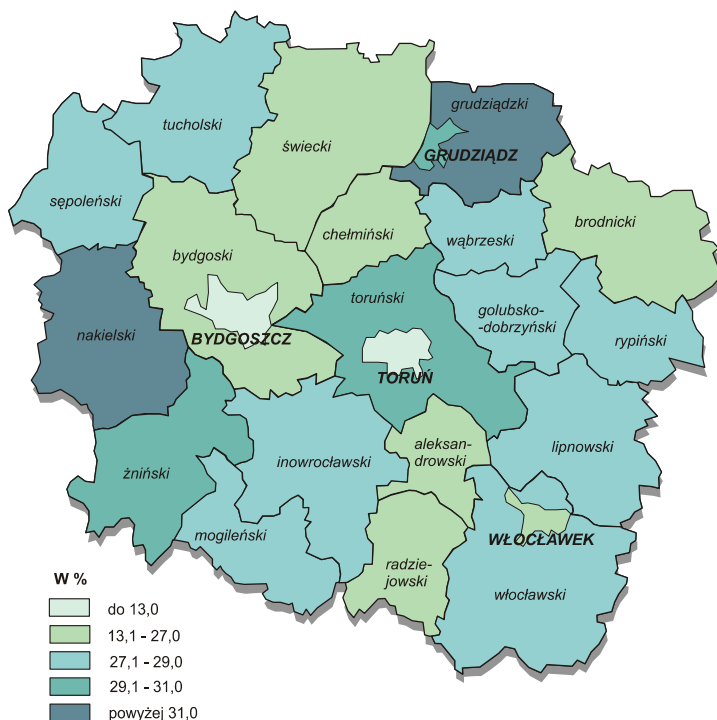 grudziądzki
tucholski
świecki
GRUDZIĄDZ
sępoleński
chełmiński
wąbrzeski
brodnicki
bydgoski
toruński
golubsko-
-dobrzyński
nakielski
BYDGOSZCZ
rypiński
TORUŃ
żniński
inowrocławski
aleksan-
drowski
lipnowski
mogileński
WŁOCŁAWEK
radzie-
jowski
włocławski
W %
do 13,0
13,1 - 27,0
27,1 - 29,0
29,1 - 31,0
powyżej 31,0